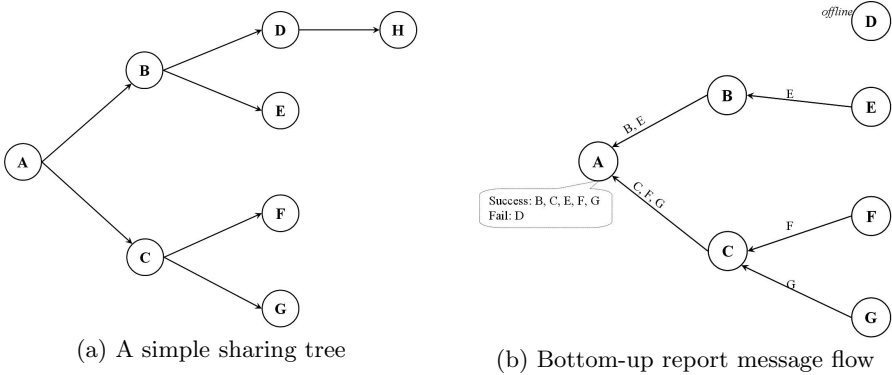 A
B
C
D
E
F
G
H
(a) A simple sharing tree
offline
D
B
E
E
B, E
A
C, F, G
Success: B, C, E, F, G
Fail: D
C
F
F
G
G
(b) Bottom-up report message flow